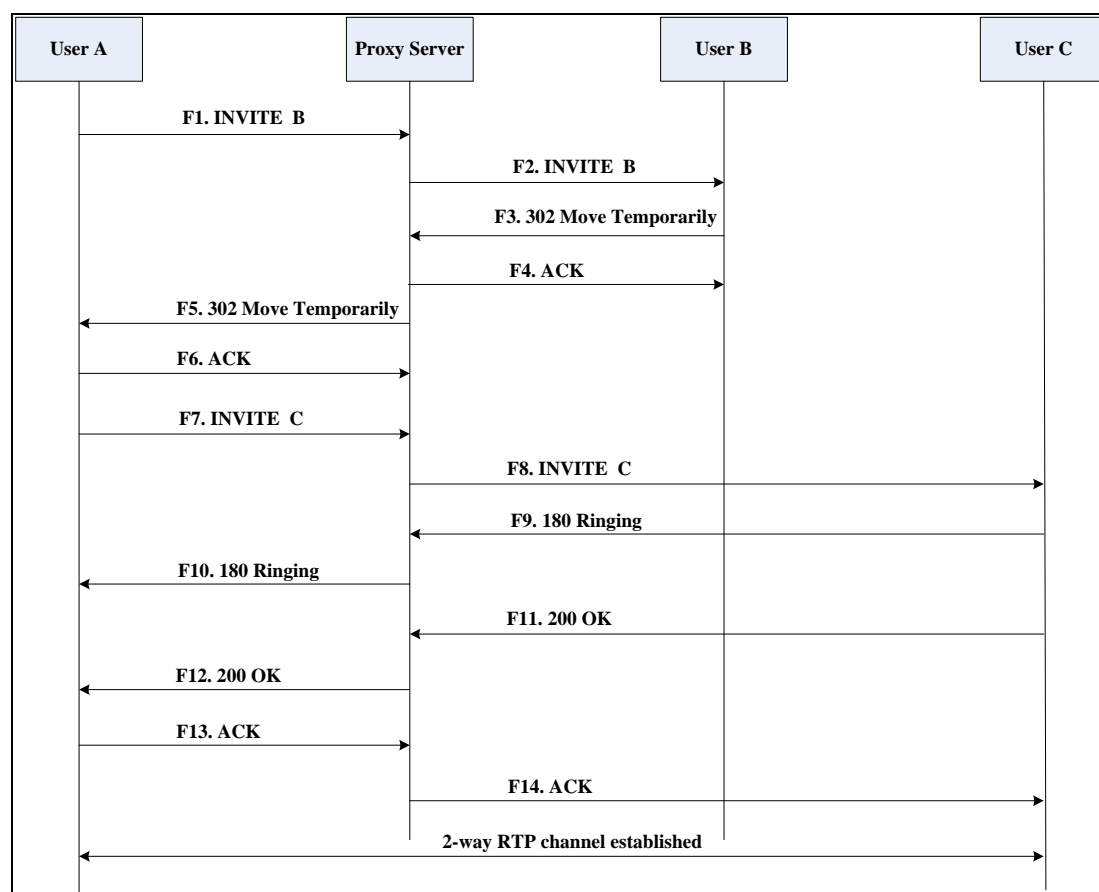 User A
Proxy Server
User B
User C
F1. INVITE B
F2. INVITE B
F3. 302 Move Temporarily
F4. ACK
F5. 302 Move Temporarily
F6. ACK
F7. INVITE C
F8. INVITE C
F9. 180 Ringing
F10. 180 Ringing
F11. 200 OK
F12. 200 OK
F13. ACK
F14. ACK
2-way RTP channel established